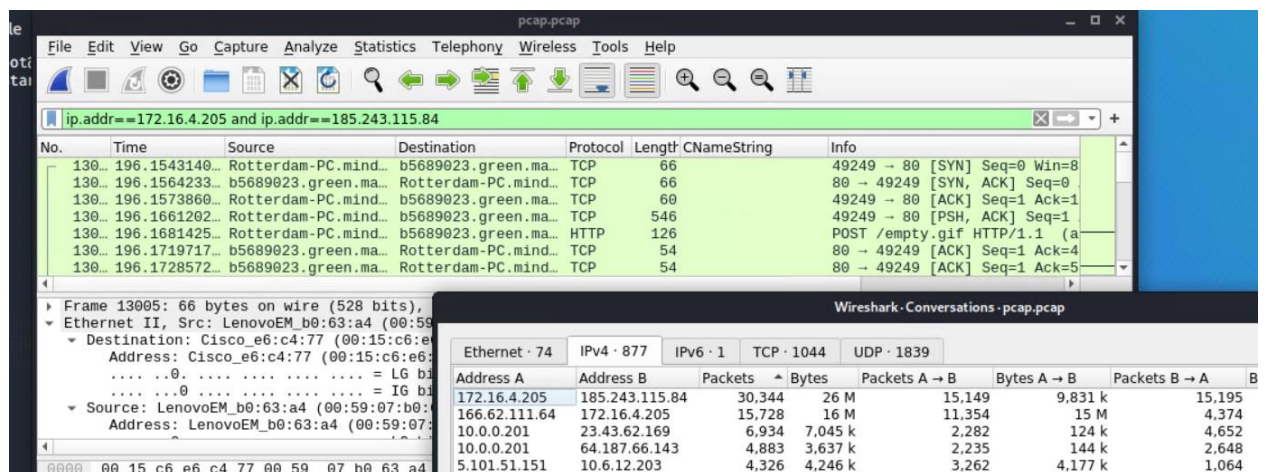 le
pcap.pcap
File Edit View Go Capture Analyze Statistics Telephony Wireless Tools Help
ip.addr==172.16.4.205 and ip.addr==185.243.115.84
No. Time Source Destination Protocol Length CNameString Info
130… 196.1543140… Rotterdam-PC.mind… b5689023.green.ma… TCP 66 49249 → 80 [SYN] Seq=0 Win=8
130… 196.1564233… b5689023.green.ma… Rotterdam-PC.mind… TCP 66 80 → 49249 [SYN, ACK] Seq=0
130… 196.1573860… Rotterdam-PC.mind… b5689023.green.ma… TCP 60 49249 → 80 [ACK] Seq=1 Ack=1
130… 196.1661202… Rotterdam-PC.mind… b5689023.green.ma… TCP 546 49249 → 80 [PSH, ACK] Seq=1
130… 196.1681425… Rotterdam-PC.mind… b5689023.green.ma… HTTP 126 POST /empty.gif HTTP/1.1 (a
130… 196.1719717… b5689023.green.ma… Rotterdam-PC.mind… TCP 54 80 → 49249 [ACK] Seq=1 Ack=4
130… 196.1728572… b5689023.green.ma… Rotterdam-PC.mind… TCP 54 80 → 49249 [ACK] Seq=1 Ack=5
Frame 13005: 66 bytes on wire (528 bits),
Ethernet II, Src: LenovoEM_b0:63:a4 (00:59
Destination: Cisco_e6:c4:77 (00:15:c6:e6
Address: Cisco_e6:c4:77 (00:15:c6:e6:
.... ..0. .... .... .... .... = LG bi
.... ...0 .... .... .... .... = IG bi
Source: LenovoEM_b0:63:a4 (00:59:07:b0:
Address: LenovoEM_b0:63:a4 (00:59:07:
0000 00 15 c6 e6 c4 77 00 59 07 b0 63 a4
Wireshark · Conversations · pcap.pcap
Ethernet · 74 IPv4 · 877 IPv6 · 1 TCP · 1044 UDP · 1839
Address A Address B Packets Bytes Packets A → B Bytes A → B Packets B → A B
172.16.4.205 185.243.115.84 30,344 26 M 15,149 9,831 k 15,195
166.62.111.64 172.16.4.205 15,728 16 M 11,354 15 M 4,374
10.0.0.201 23.43.62.169 6,934 7,045 k 2,282 124 k 4,652
10.0.0.201 64.187.66.143 4,883 3,637 k 2,235 144 k 2,648
5.101.51.151 10.6.12.203 4,326 4,246 k 3,262 4,177 k 1,064